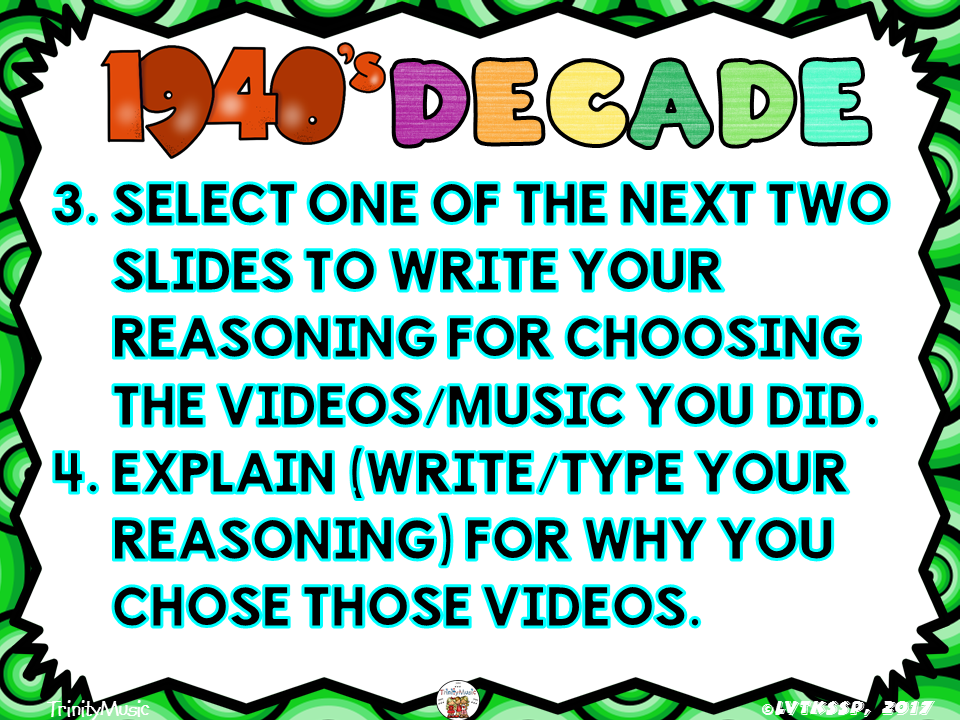 1940's DECADE
3. SELECT ONE OF THE NEXT TWO
SLIDES TO WRITE YOUR
REASONING FOR CHOOSING
THE VIDEOS/MUSIC YOU DID.
4. EXPLAIN (WRITE/TYPE YOUR
REASONING) FOR WHY YOU
CHOSE THOSE VIDEOS.
TrinityMusic
TrinityMusic
©LVTKSSP, 2017